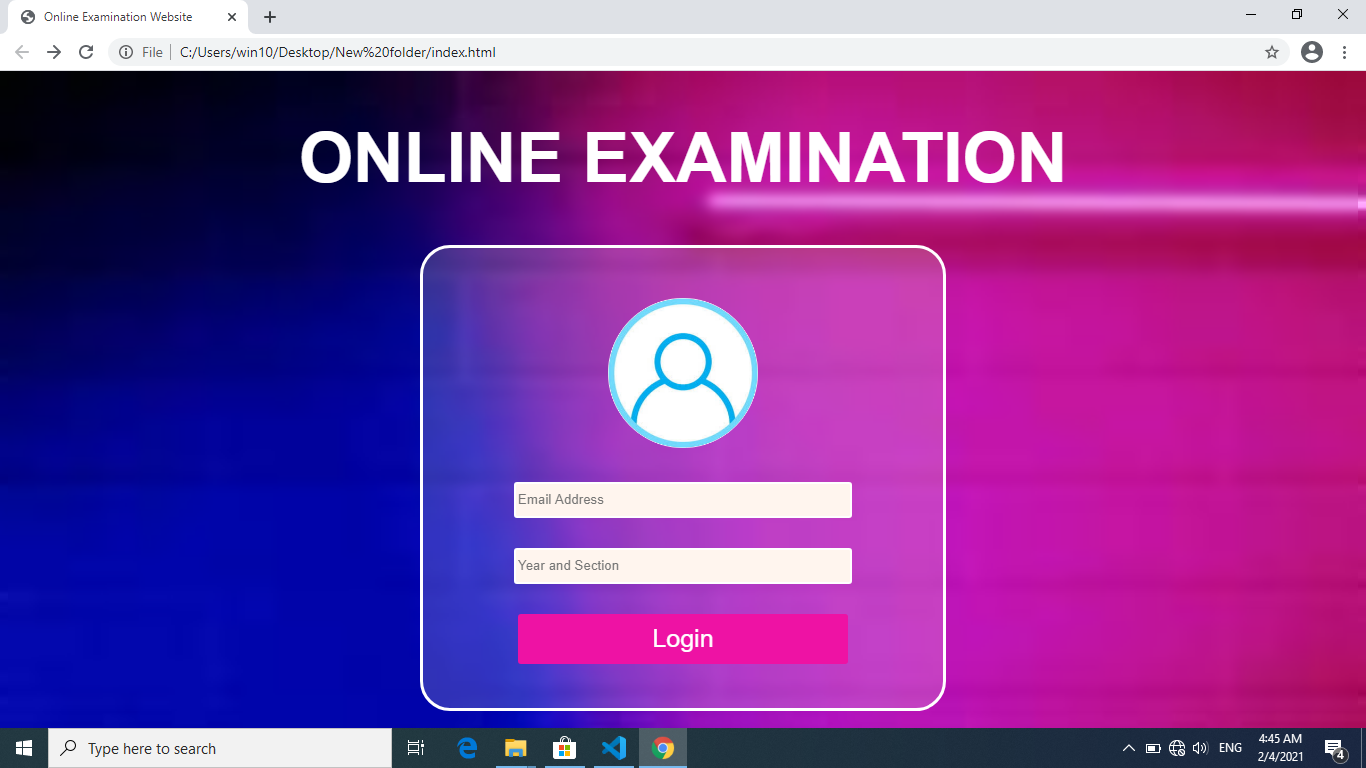 Online Examination Website
File
C:/Users/win10/Desktop/New%20folder/index.html
ONLINE EXAMINATION
Email Address
Year and Section
Login
Type here to search
ENG
4:45 AM
2/4/2021
4